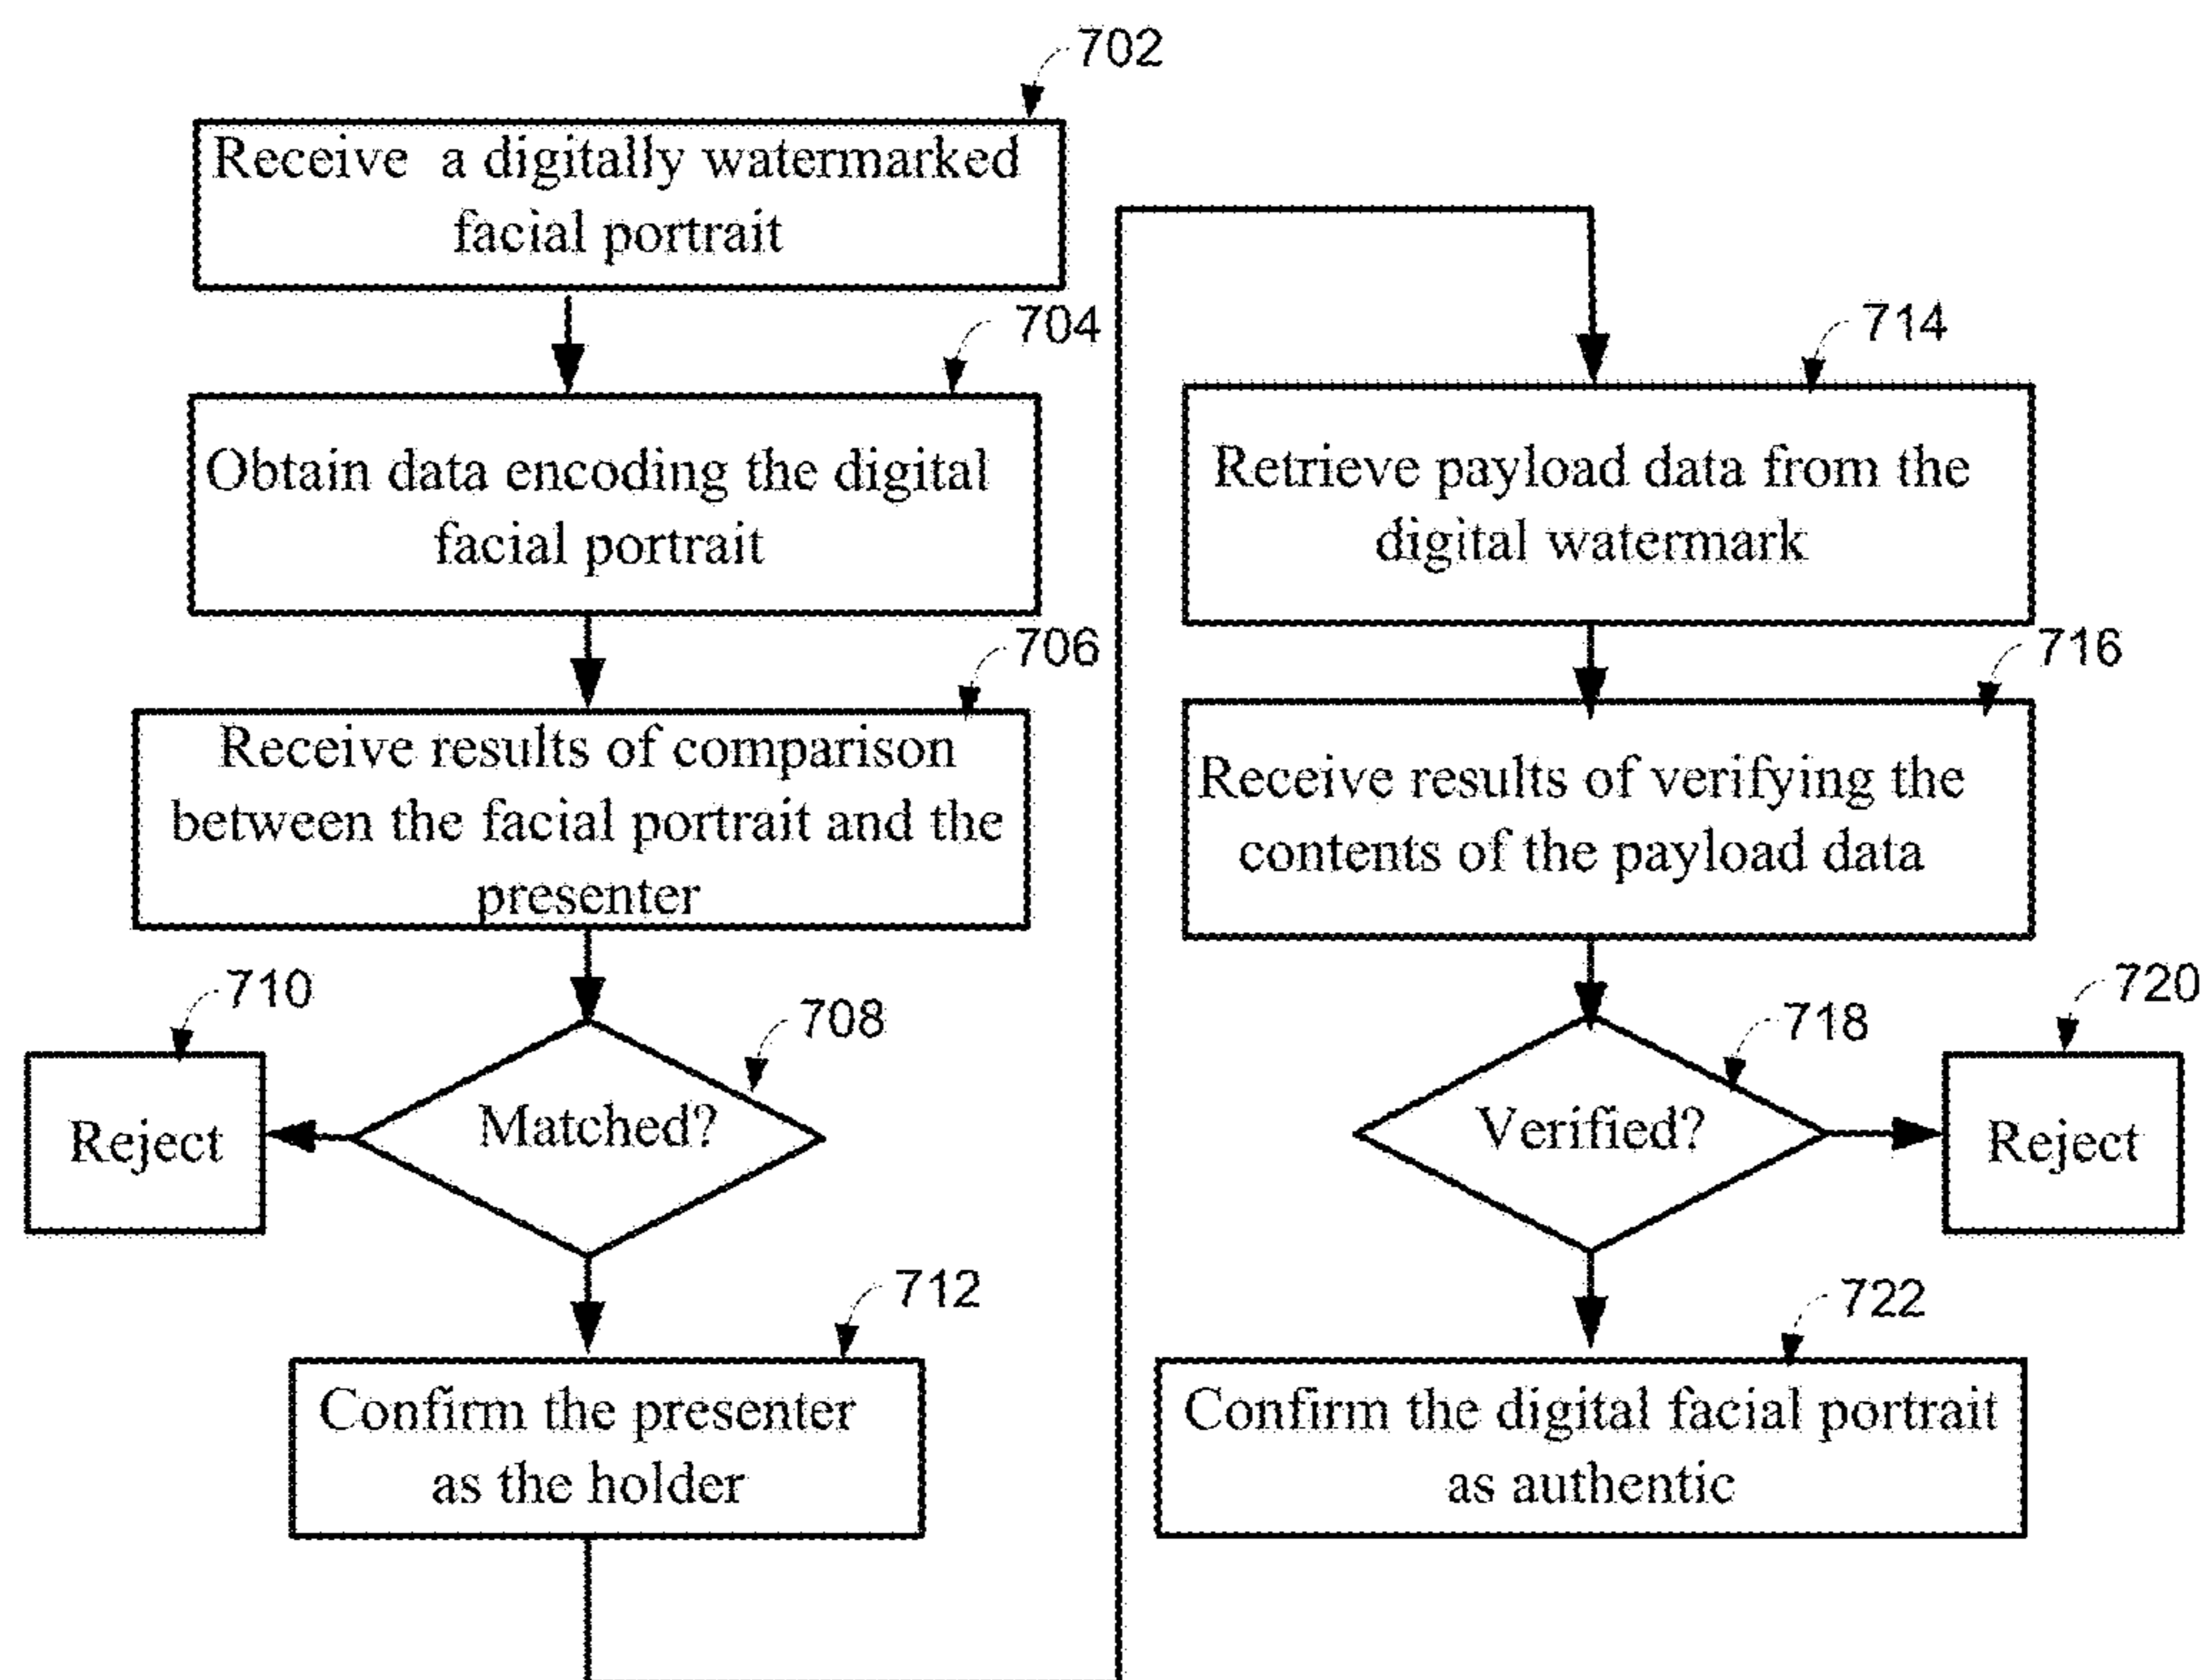 702
Receive a digitally watermarked
facial portrait
704
Obtain data encoding the digital
facial portrait
706
Receive results of comparison
between the facial portrait and the
presenter
708
Matched?
710
Reject
712
Confirm the presenter
as the holder
714
Retrieve payload data from the
digital watermark
716
Receive results of verifying the
contents of the payload data
718
Verified?
720
Reject
722
Confirm the digital facial portrait
as authentic